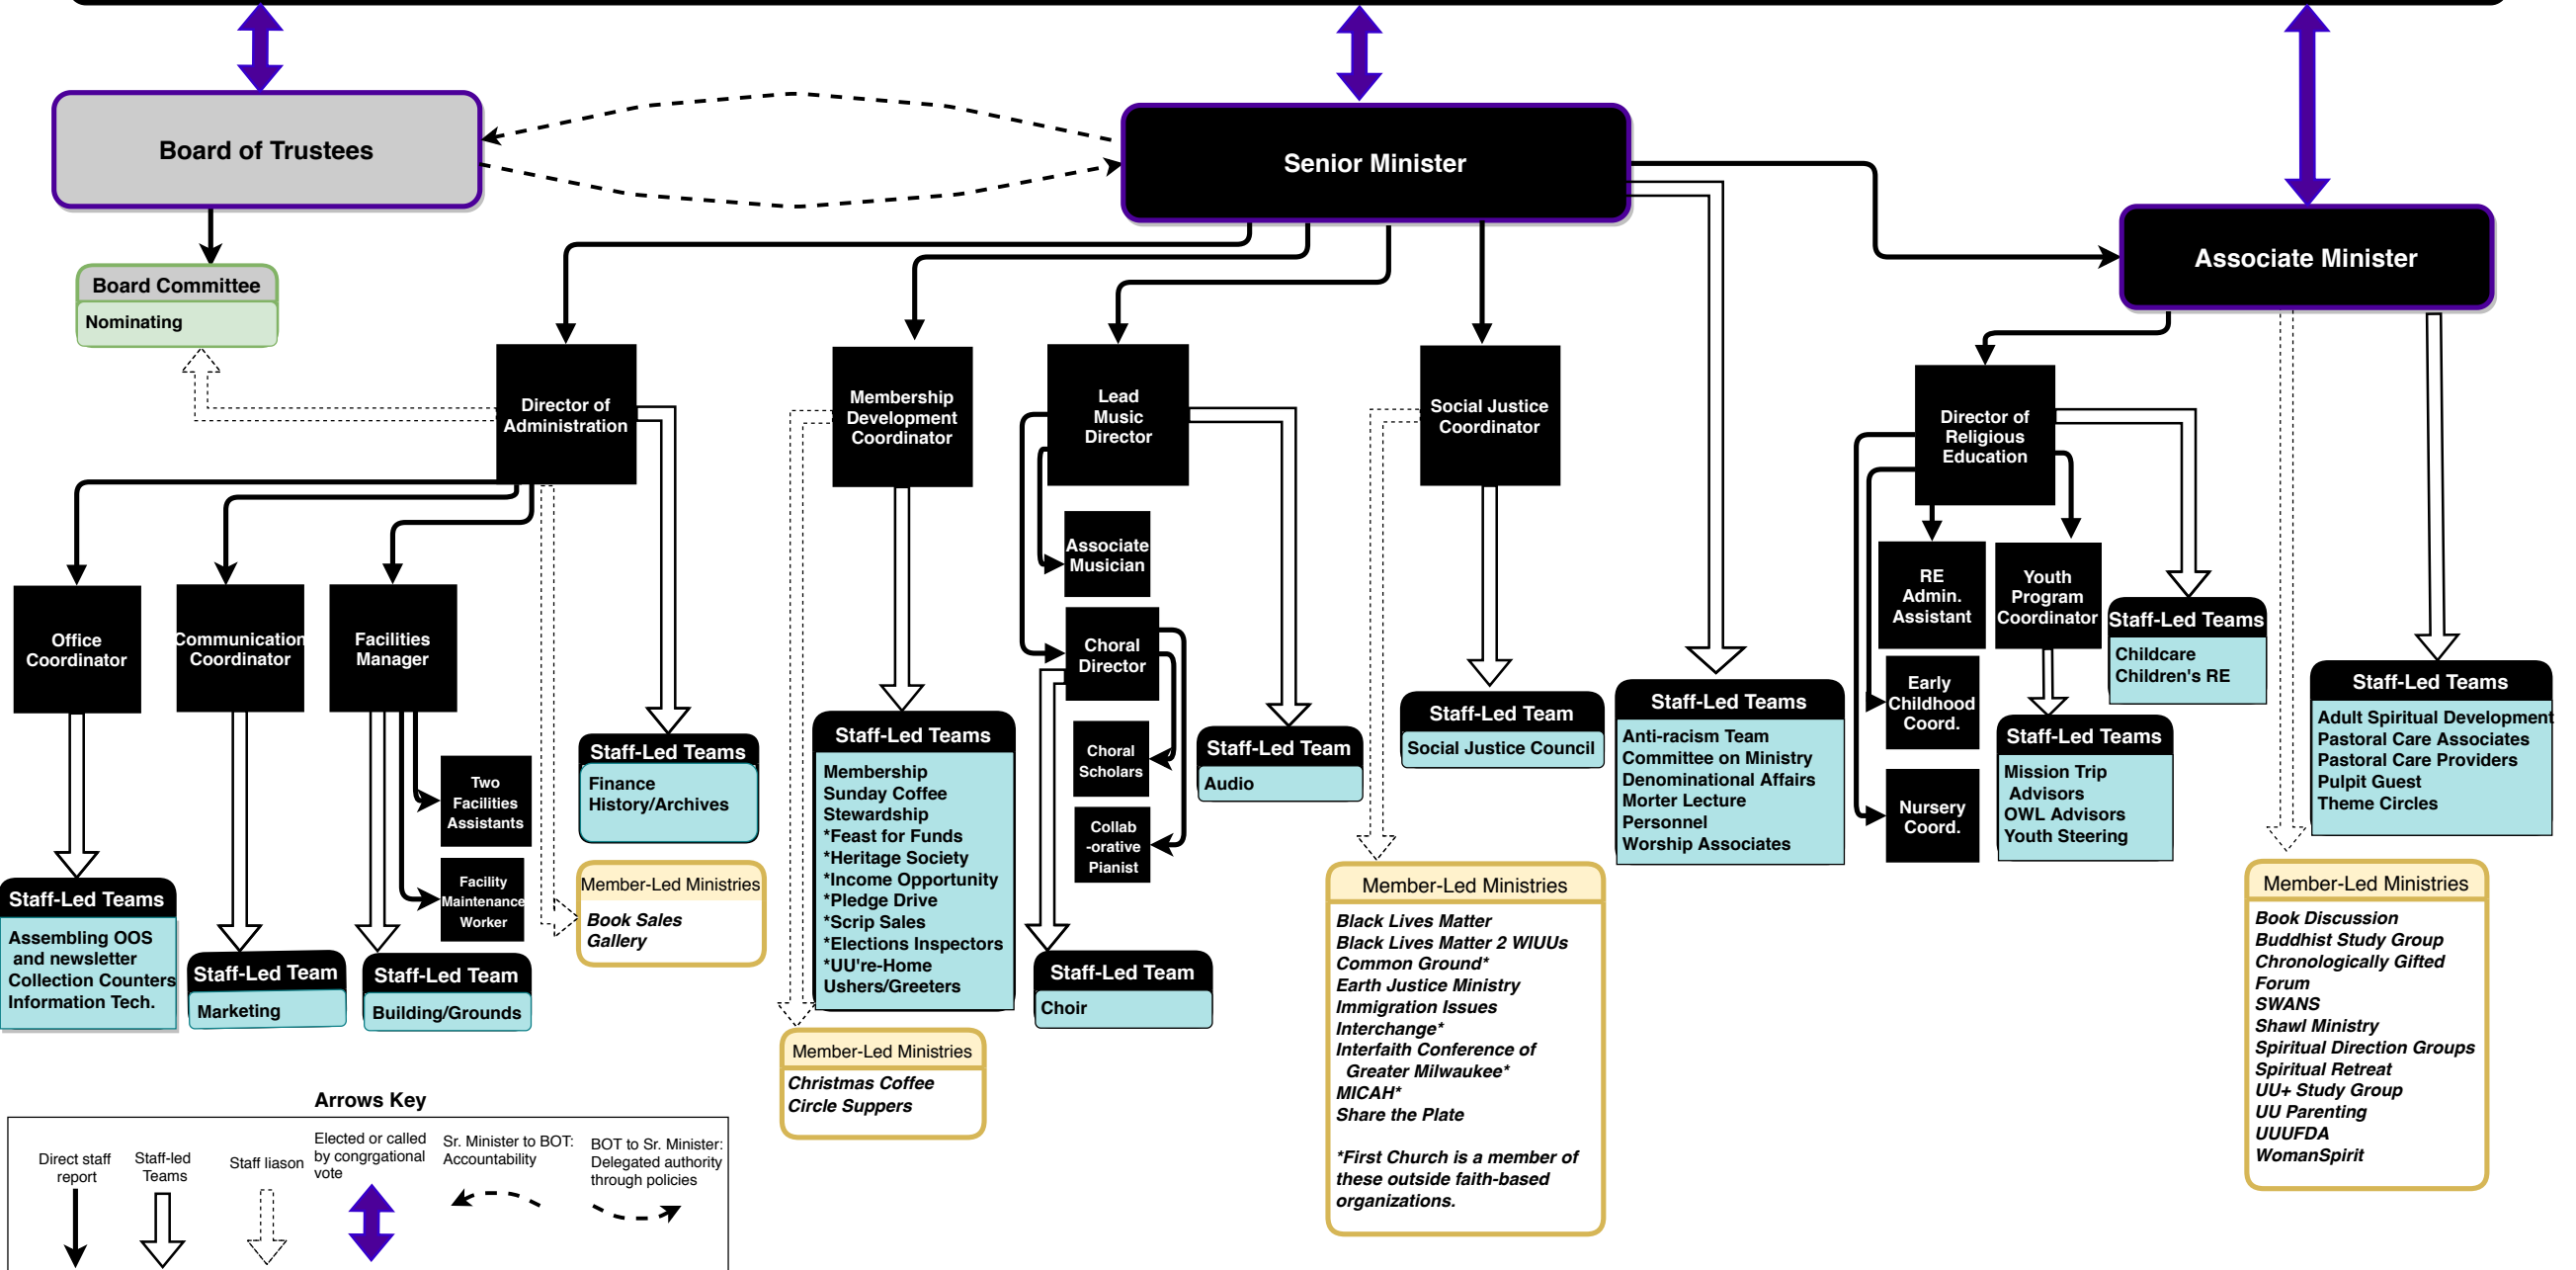 Board of Trustees
Senior Minister
Associate Minister
Board Committee
Nominating
Director of
Administration
Membership
Development
Coordinator
Lead
Music
Director
Social Justice
Coordinator
Director of
Religious
Education
Associate
Musician
RE
Admin.
Assistant
Youth
Program
Coordinator
Office
Coordinator
Communication
Coordinator
Facilities
Manager
Choral
Director
Staff-Led Teams
Childcare
Children's RE
Early
Childhood
Coord.
Staff-Led Teams
Adult Spiritual Development
Pastoral Care Associates
Pastoral Care Providers
Pulpit Guest
Theme Circles
Two
Facilities
Assistants
Staff-Led Teams
Finance
History/Archives
Staff-Led Teams
Membership
Sunday Coffee
Stewardship
*Feast for Funds
*Heritage Society
*Income Opportunity
*Pledge Drive
*Scrip Sales
*Elections Inspectors
*UU're-Home
Ushers/Greeters
Choral
Scholars
Staff-Led Team
Audio
Staff-Led Team
Social Justice Council
Staff-Led Teams
Anti-racism Team
Committee on Ministry
Denominational Affairs
Morter Lecture
Personnel
Worship Associates
Nursery
Coord.
Staff-Led Teams
Mission Trip
Advisors
OWL Advisors
Youth Steering
Facility
Maintenance
Worker
Member-Led Ministries
Book Sales
Gallery
Collab
-orative
Pianist
Staff-Led Teams
Assembling OOS
and newsletter
Collection Counters
Information Tech.
Staff-Led Team
Marketing
Staff-Led Team
Building/Grounds
Staff-Led Team
Choir
Member-Led Ministries
Christmas Coffee
Circle Suppers
Member-Led Ministries
Black Lives Matter
Black Lives Matter 2 WIUUs
Common Ground*
Earth Justice Ministry
Immigration Issues
Interchange*
Interfaith Conference of
Greater Milwaukee*
MICAH*
Share the Plate
*First Church is a member of
these outside faith-based
organizations.
Member-Led Ministries
Book Discussion
Buddhist Study Group
Chronologically Gifted
Forum
SWANS
Shawl Ministry
Spiritual Direction Groups
Spiritual Retreat
UU+ Study Group
UU Parenting
UUUFDA
WomanSpirit
Arrows Key
Direct staff
report
Staff-led
Teams
Staff liason
Elected or called
by congrgational
vote
Sr. Minister to BOT:
Accountability
BOT to Sr. Minister:
Delegated authority
through policies